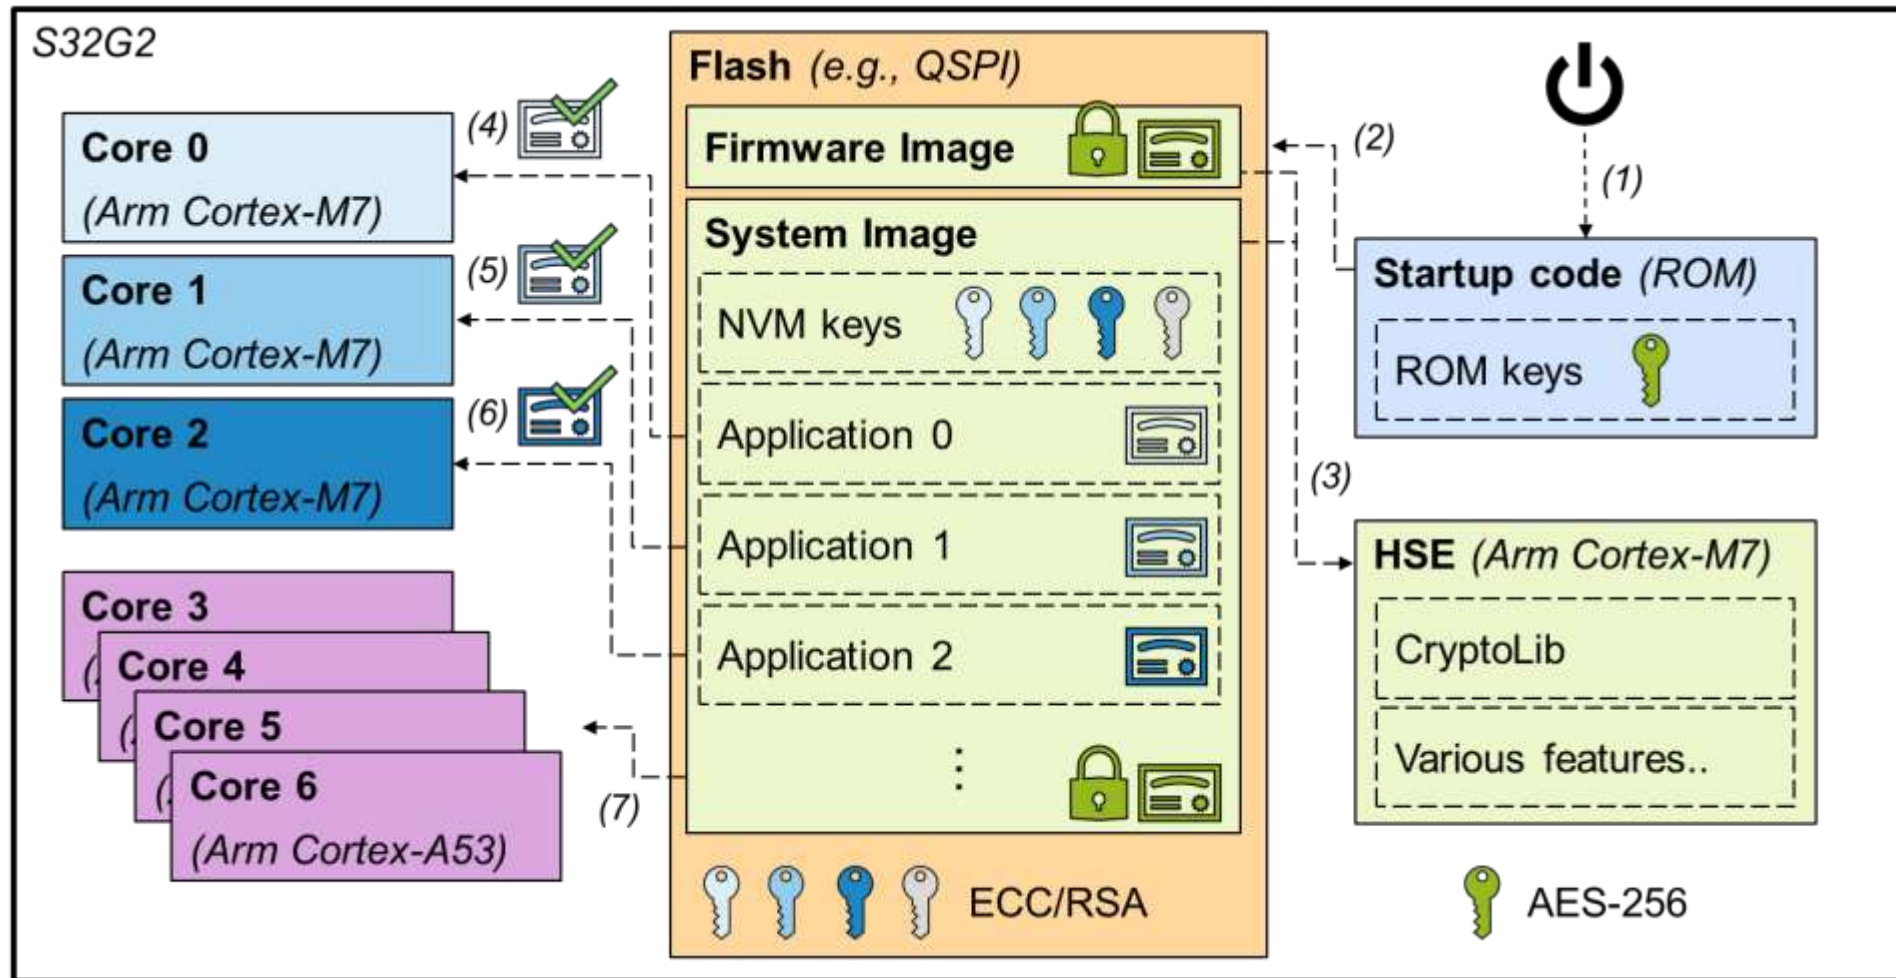 S32G2
Core 0
(Arm Cortex-M7)
(4)
Core 1
(Arm Cortex-M7)
(5)
Core 2
(Arm Cortex-M7)
(6)
Core 3
(
Core 4
(
Core 5
(
Core 6
(Arm Cortex-A53)
(7)
Flash (e.g., QSPI)
Firmware Image
System Image
NVM keys
Application 0
Application 1
Application 2
⋮
ECC/RSA
(1)
(2)
Startup code (ROM)
ROM keys
(3)
HSE (Arm Cortex-M7)
CryptoLib
Various features..
AES-256